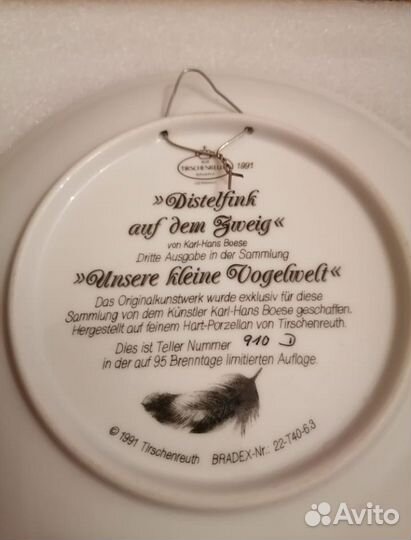 TIRSCHENREUTH
1991
»Distelfink
auf dem Zweig«
von Karl-Hans Boese
Dritte Ausgabe in der Sammlung
»Unsere kleine Vogelwelt«
Das Originalkunstwerk wurde exklusiv für diese
Sammlung von dem Künstler Karl-Hans Boese geschaffen.
Hergestellt auf feinem Hart-Porzellan von Tirschenreuth.
Dies ist Teller Nummer 910 D
in der auf 95 Brenntage limitierten Auflage.
© 1991 Tirschenreuth BRADEX-Nr.: 22-T40-6.3
Avito